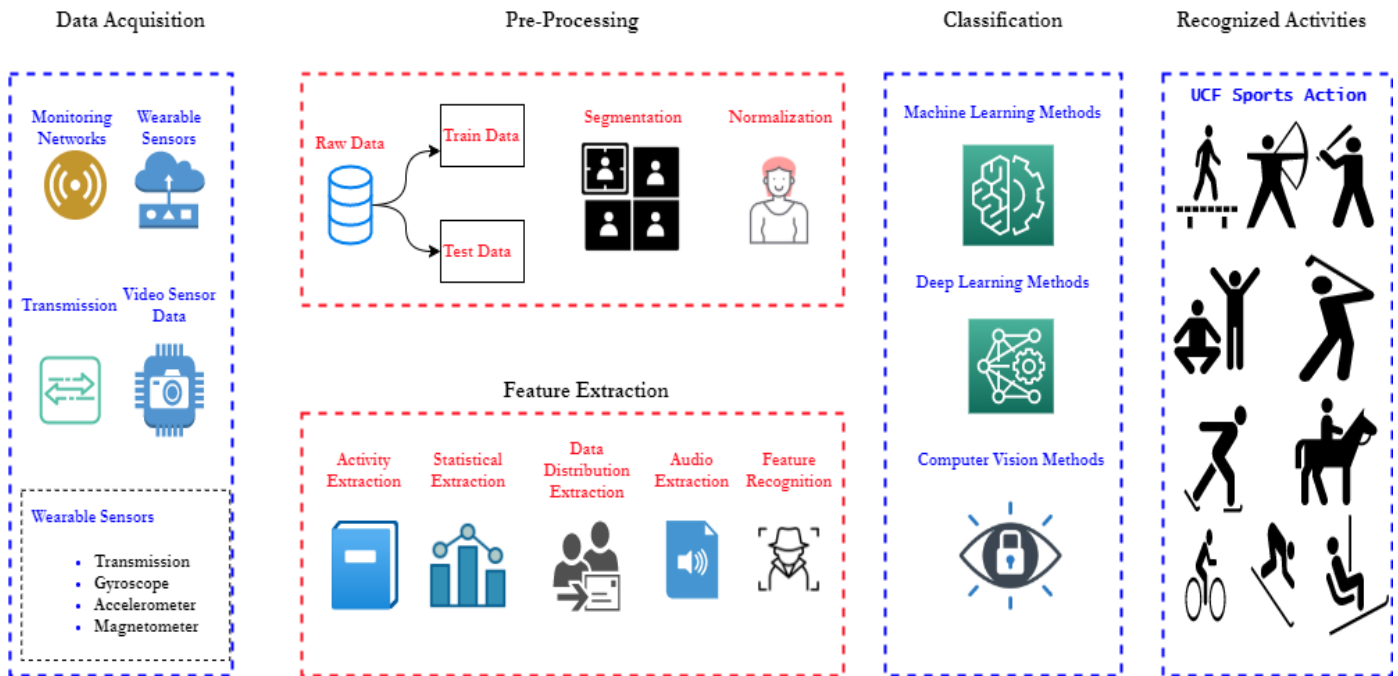 Data Acquisition
Pre-Processing
Classification
Recognized Activities
Monitoring
Networks
Wearable
Sensors
Transmission
Video Sensor
Data
Wearable Sensors
Transmission
Gyroscope
Accelerometer
Magnetometer
Raw Data
Train Data
Test Data
Segmentation
Normalization
Feature Extraction
Activity
Extraction
Statistical
Extraction
Data
Distribution
Extraction
Audio
Extraction
Feature
Recognition
Machine Learning Methods
Deep Learning Methods
Computer Vision Methods
UCF Sports Action